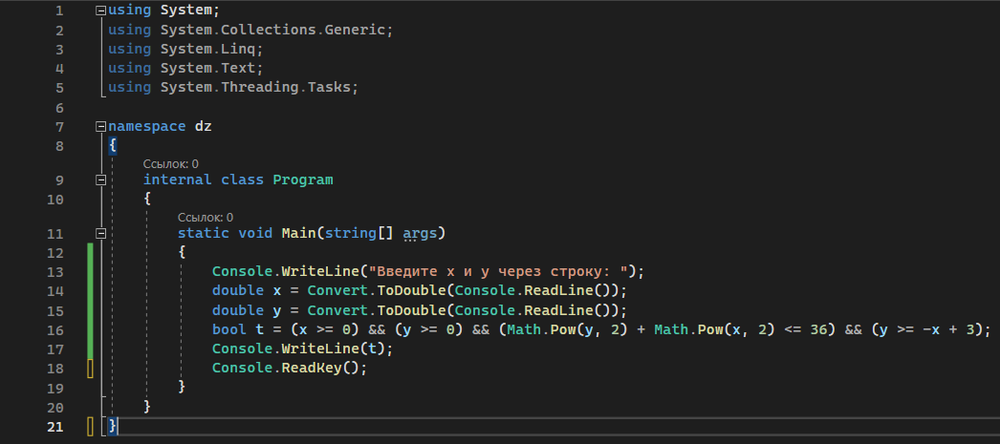 1 using System;
2 using System.Collections.Generic;
3 using System.Linq;
4 using System.Text;
5 using System.Threading.Tasks;
6
7 namespace dz
8 {
Ссылок: 0
9 internal class Program
10 {
Ссылок: 0
11 static void Main(string[] args)
12 {
13 Console.WriteLine("Введите x и y через строку: ");
14 double x = Convert.ToDouble(Console.ReadLine());
15 double y = Convert.ToDouble(Console.ReadLine());
16 bool t = (x >= 0) && (y >= 0) && (Math.Pow(y, 2) + Math.Pow(x, 2) <= 36) && (y >= -x + 3);
17 Console.WriteLine(t);
18 Console.ReadKey();
19 }
20 }
21 }